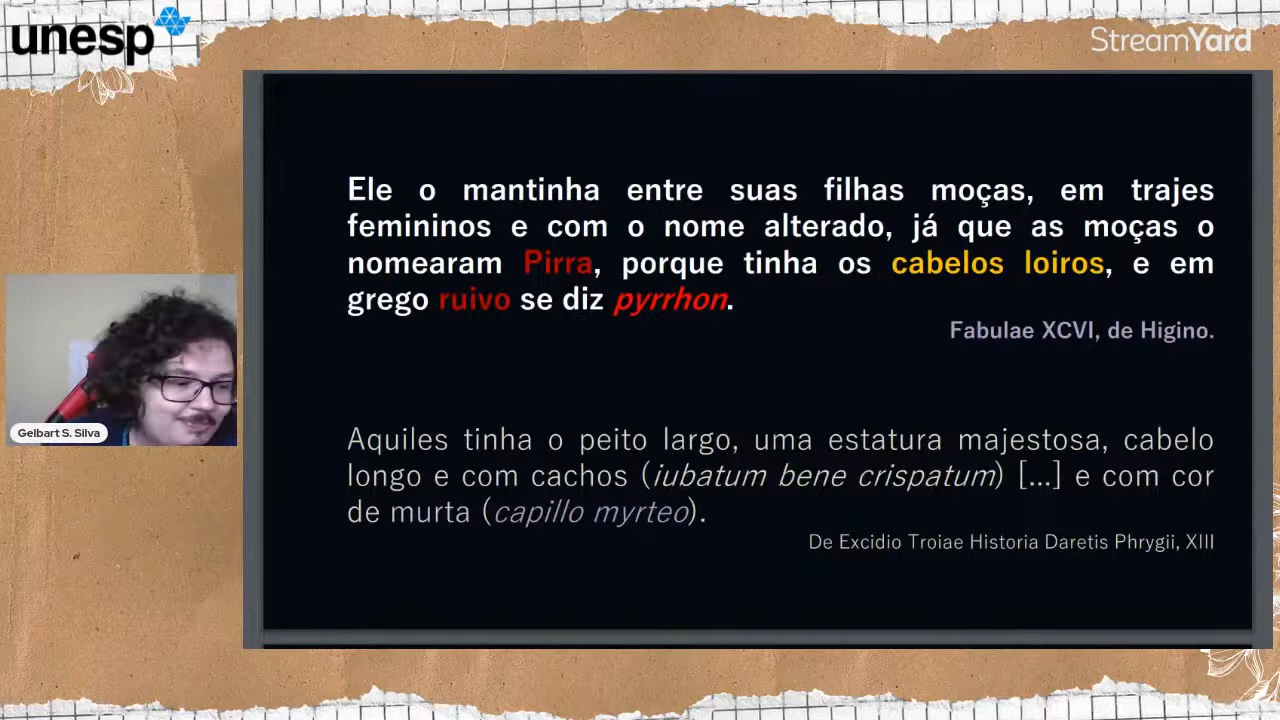 unesp
StreamYard
Ele o mantinha entre suas filhas moças, em trajes
femininos e com o nome alterado, já que as moças o
nomearam Pirra, porque tinha os cabelos loiros, e em
grego ruivo se diz pyrrhon.
Fabulae XCVI, de Higino.
Gelbart S. Silva
Aquiles tinha o peito largo, uma estatura majestosa, cabelo
longo e com cachos (iubatum bene crispatum) [...] e com cor
de murta (capillo myrteo).
De Excidio Troiae Historia Daretis Phrygii, XIII